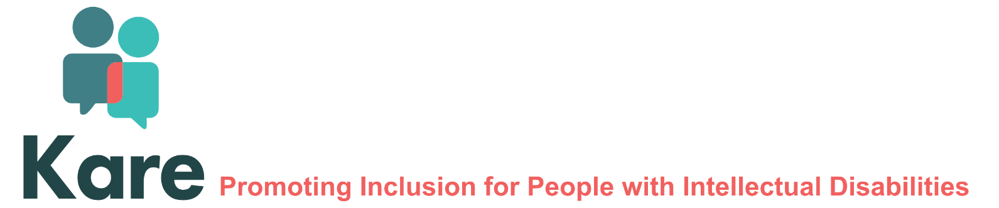 Kare Promoting Inclusion for People with Intellectual Disabilities